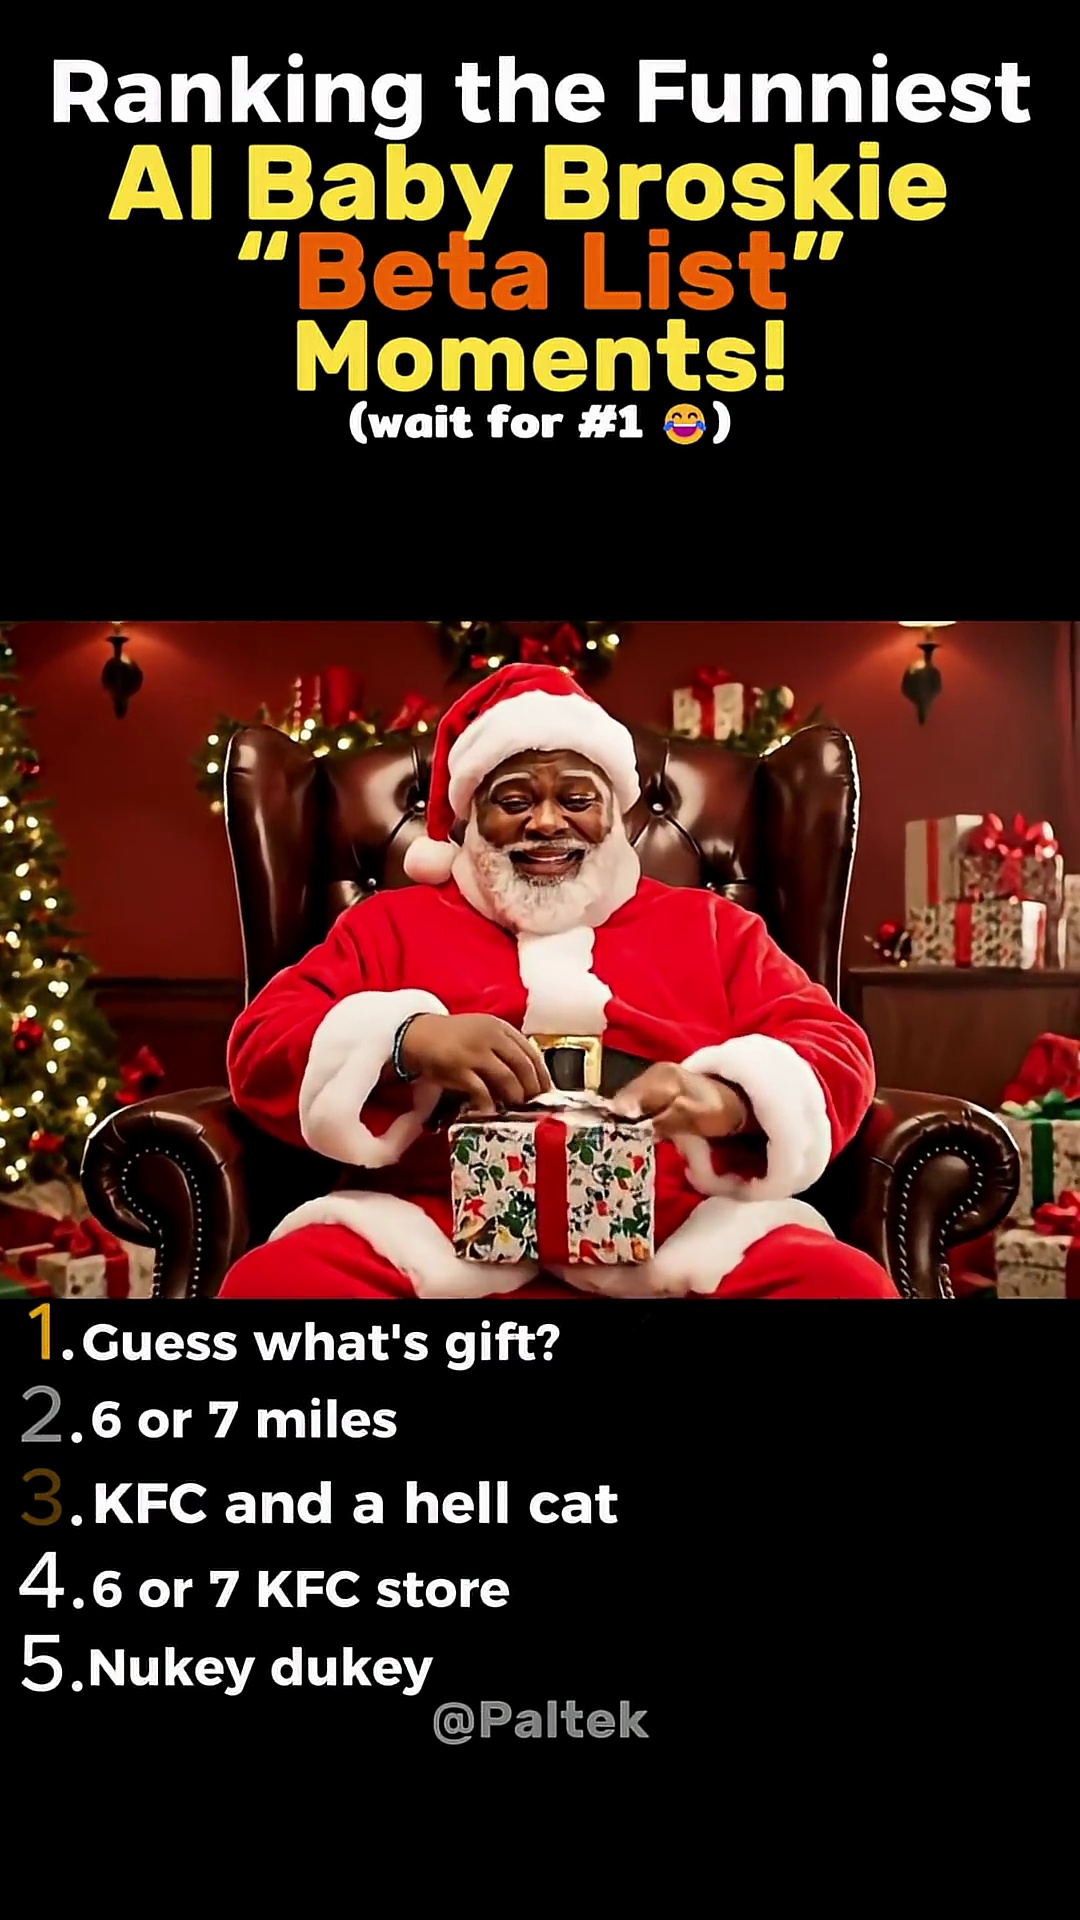 Ranking the Funniest
AI Baby Broskie
“Beta List”
Moments!
(wait for #1 😂)
1.Guess what's gift?
2.6 or 7 miles
3.KFC and a hell cat
4.6 or 7 KFC store
5.Nukey dukey
@Paltek